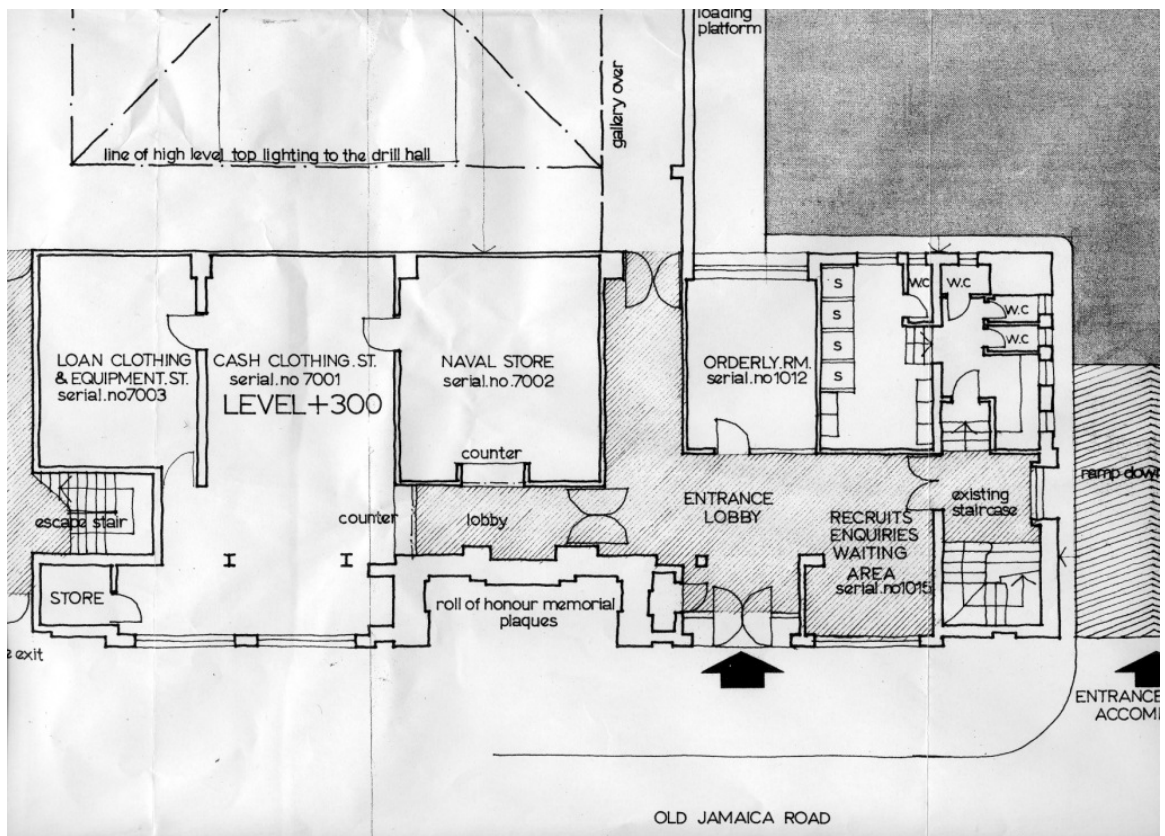 loading
platform
gallery over
line of high level top lighting to the drill hall
LOAN CLOTHING
& EQUIPMENT.ST.
serial.no7003
CASH CLOTHING.ST.
serial.no 7001
LEVEL+300
NAVAL STORE
serial.no.7002
counter
ORDERLY.RM.
serial.no1012
S
S
S
S
W.C
W.C
W.C
W.C
escape stair
counter
lobby
ENTRANCE
LOBBY
RECRUITS
ENQUIRIES
WAITING
AREA
serial.no1015
existing
staircase
ramp down
STORE
roll of honour memorial
plaques
exit
ENTRANCE
ACCOM
OLD JAMAICA ROAD